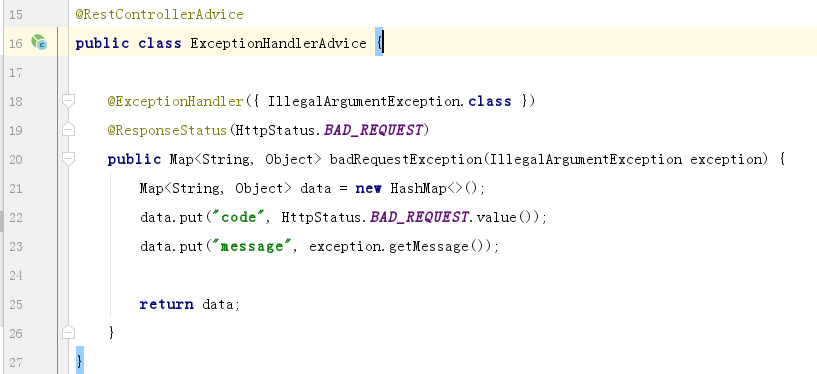 15 @RestControllerAdvice
16 public class ExceptionHandlerAdvice {
17
18 @ExceptionHandler({ IllegalArgumentException.class })
19 @ResponseStatus(HttpStatus.BAD_REQUEST)
20 public Map<String, Object> badRequestException(IllegalArgumentException exception) {
21 Map<String, Object> data = new HashMap<>();
22 data.put("code", HttpStatus.BAD_REQUEST.value());
23 data.put("message", exception.getMessage());
24
25 return data;
26 }
27 }